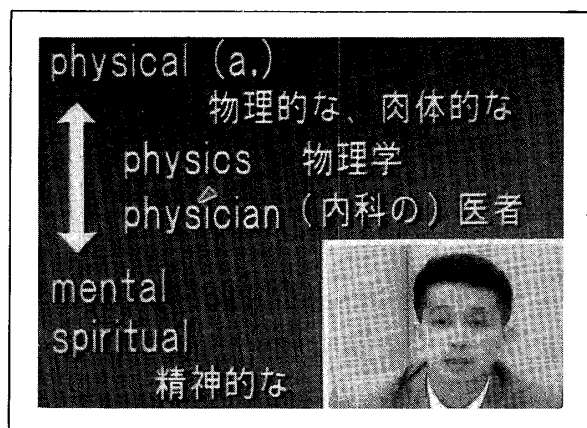 physical (a,)
物理的な、肉体的な
physics 物理学
physician (内科の) 医者
mental
spiritual
精神的な